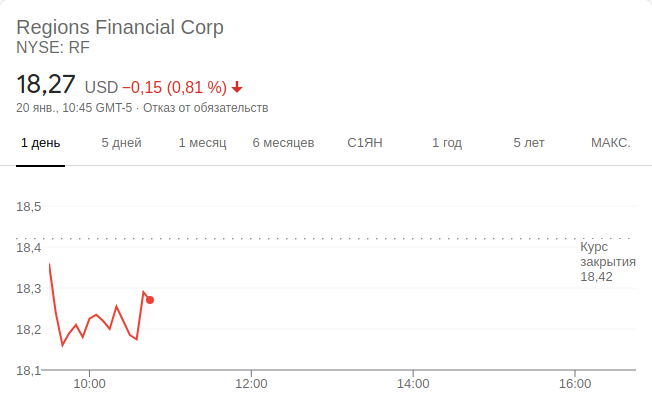 Regions Financial Corp
NYSE: RF
18,27 USD −0,15 (0,81 %)
20 янв., 10:45 GMT-5 · Отказ от обязательств
1 день 5 дней 1 месяц 6 месяцев С1ЯН 1 год 5 лет МАКС.
18,5
18,4
Курс
закрытия
18,42
18,3
18,2
18,1
10:00 12:00 14:00 16:00